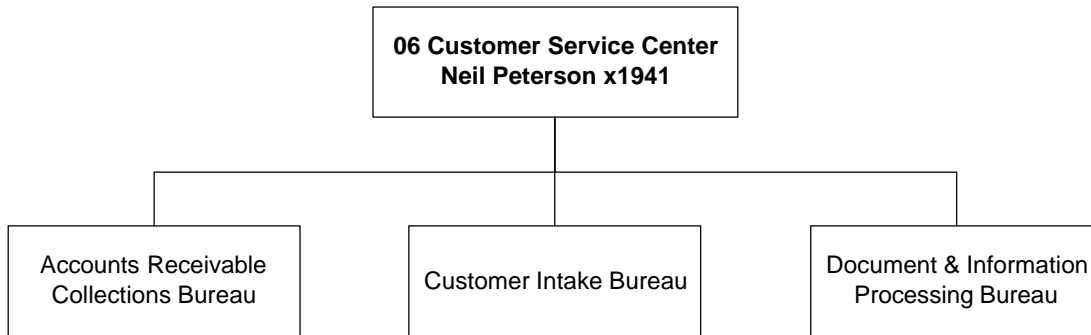 06 Customer Service Center
Neil Peterson x1941
Accounts Receivable
Collections Bureau
Customer Intake Bureau
Document & Information
Processing Bureau